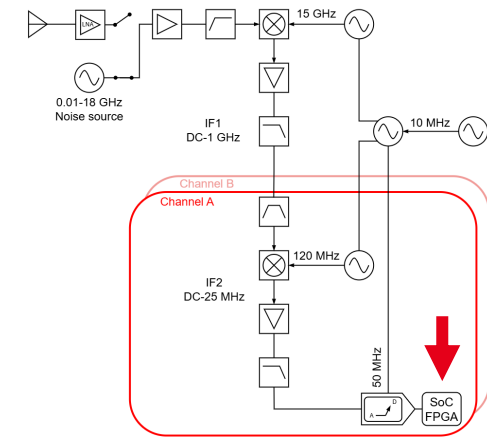 15 GHz
LNA
0.01-18 GHz
Noise source
10 MHz
IF1
DC-1 GHz
Channel B
Channel A
120 MHz
IF2
DC-25 MHz
50 MHz
A
D
SoC
FPGA